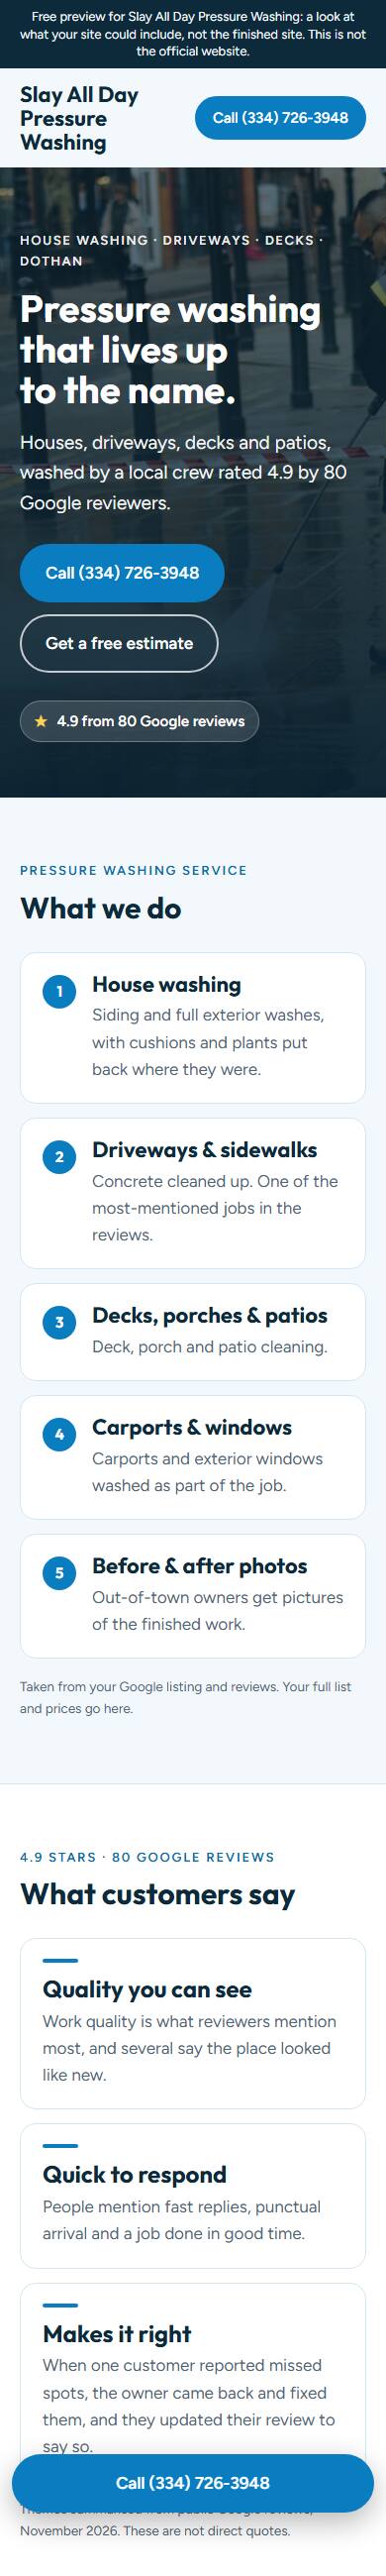 Free preview for Slay All Day Pressure Washing: a look at
what your site could include, not the finished site. This is not
the official website.
Slay All Day
Pressure
Washing
Call (334) 726-3948
HOUSE WASHING · DRIVEWAYS · DECKS ·
DOTHAN
Pressure washing
that lives up
to the name.
Houses, driveways, decks and patios,
washed by a local crew rated 4.9 by 80
Google reviewers.
Call (334) 726-3948
Get a free estimate
★ 4.9 from 80 Google reviews
PRESSURE WASHING SERVICE
What we do
1 House washing
Siding and full exterior washes,
with cushions and plants put
back where they were.
2 Driveways & sidewalks
Concrete cleaned up. One of the
most-mentioned jobs in the
reviews.
3 Decks, porches & patios
Deck, porch and patio cleaning.
4 Carports & windows
Carports and exterior windows
washed as part of the job.
5 Before & after photos
Out-of-town owners get pictures
of the finished work.
Taken from your Google listing and reviews. Your full list
and prices go here.
4.9 STARS · 80 GOOGLE REVIEWS
What customers say
Quality you can see
Work quality is what reviewers mention
most, and several say the place looked
like new.
Quick to respond
People mention fast replies, punctual
arrival and a job done in good time.
Makes it right
When one customer reported missed
spots, the owner came back and fixed
them, and they updated their review to
say so.
Call (334) 726-3948
November 2026. These are not direct quotes.